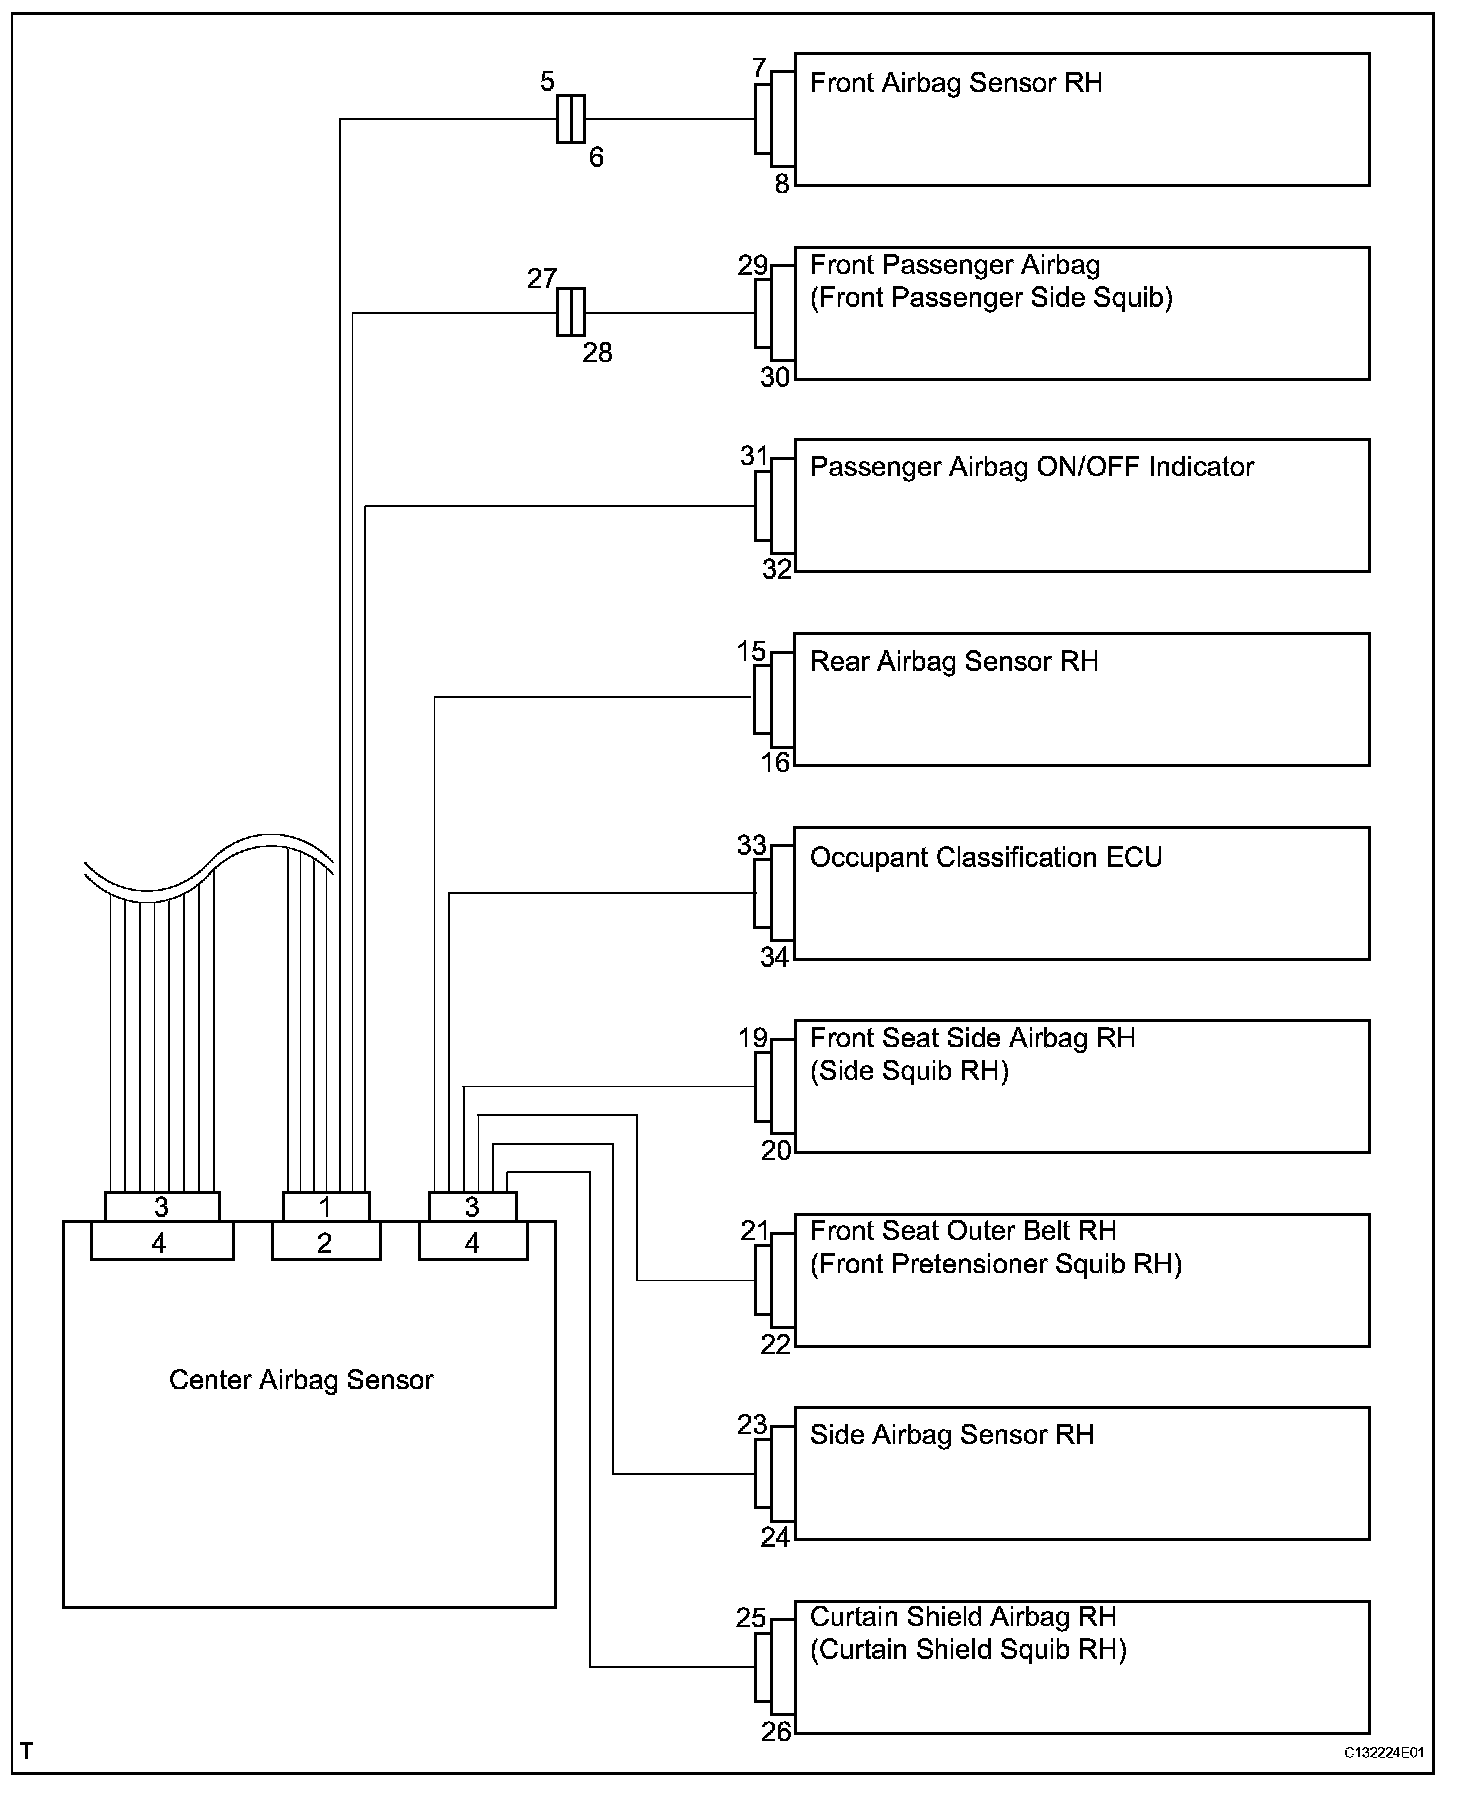 5
6
7
Front Airbag Sensor RH
8
27
28
29
Front Passenger Airbag
(Front Passenger Side Squib)
30
31
Passenger Airbag ON/OFF Indicator
32
15
Rear Airbag Sensor RH
16
33
Occupant Classification ECU
34
19
Front Seat Side Airbag RH
(Side Squib RH)
20
3
1
3
4
2
4
Center Airbag Sensor
21
Front Seat Outer Belt RH
(Front Pretensioner Squib RH)
22
23
Side Airbag Sensor RH
24
25
Curtain Shield Airbag RH
(Curtain Shield Squib RH)
26
T
C132224E01